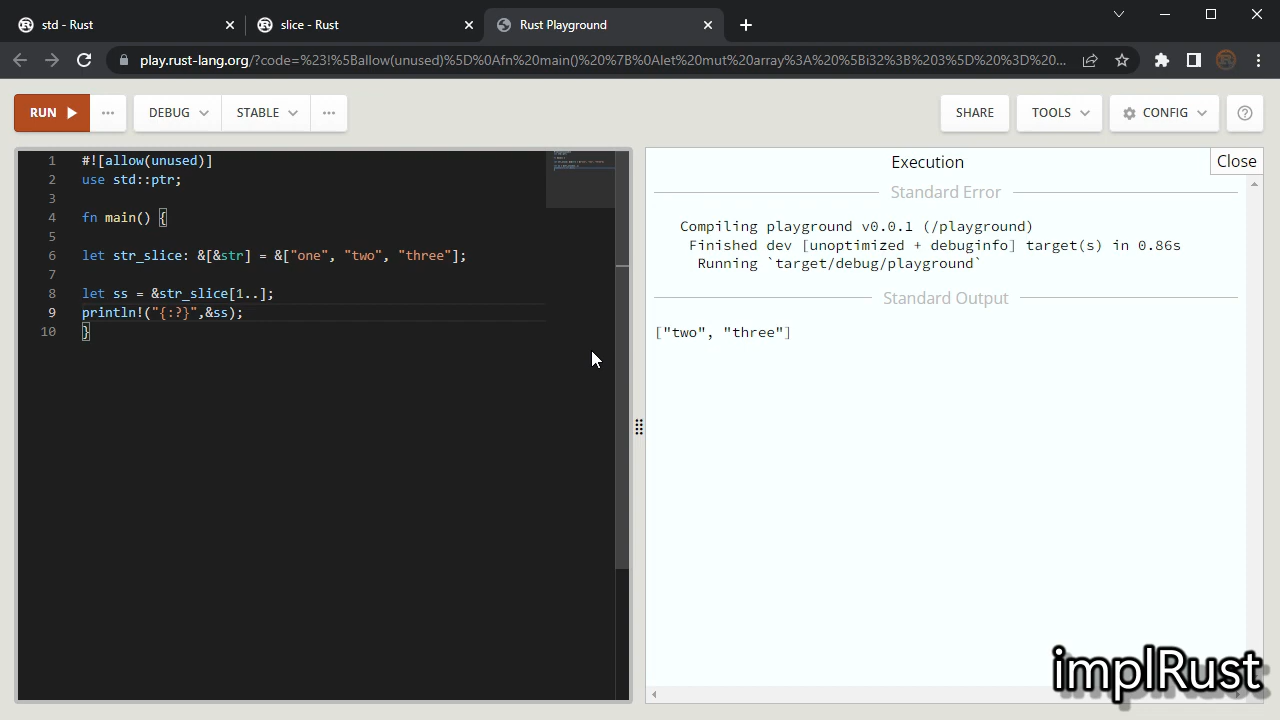 std - Rust
slice - Rust
Rust Playground
play.rust-lang.org/?code=%23!%5Ballow(unused)%5D%0Afn%20main()%20%7B%0Alet%20mut%20array%3A%20%5Bi32%3B%203%5D%20%3D%20...
RUN
DEBUG
STABLE
SHARE
TOOLS
CONFIG
1 #![allow(unused)]
2 use std::ptr;
3
4 fn main() {
5
6 let str_slice: &[&str] = &["one", "two", "three"];
7
8 let ss = &str_slice[1..];
9 println!("{:?}",&ss);
10 }
Execution
Close
Standard Error
Compiling playground v0.0.1 (/playground)
Finished dev [unoptimized + debuginfo] target(s) in 0.86s
Running `target/debug/playground`
Standard Output
["two", "three"]
implRust